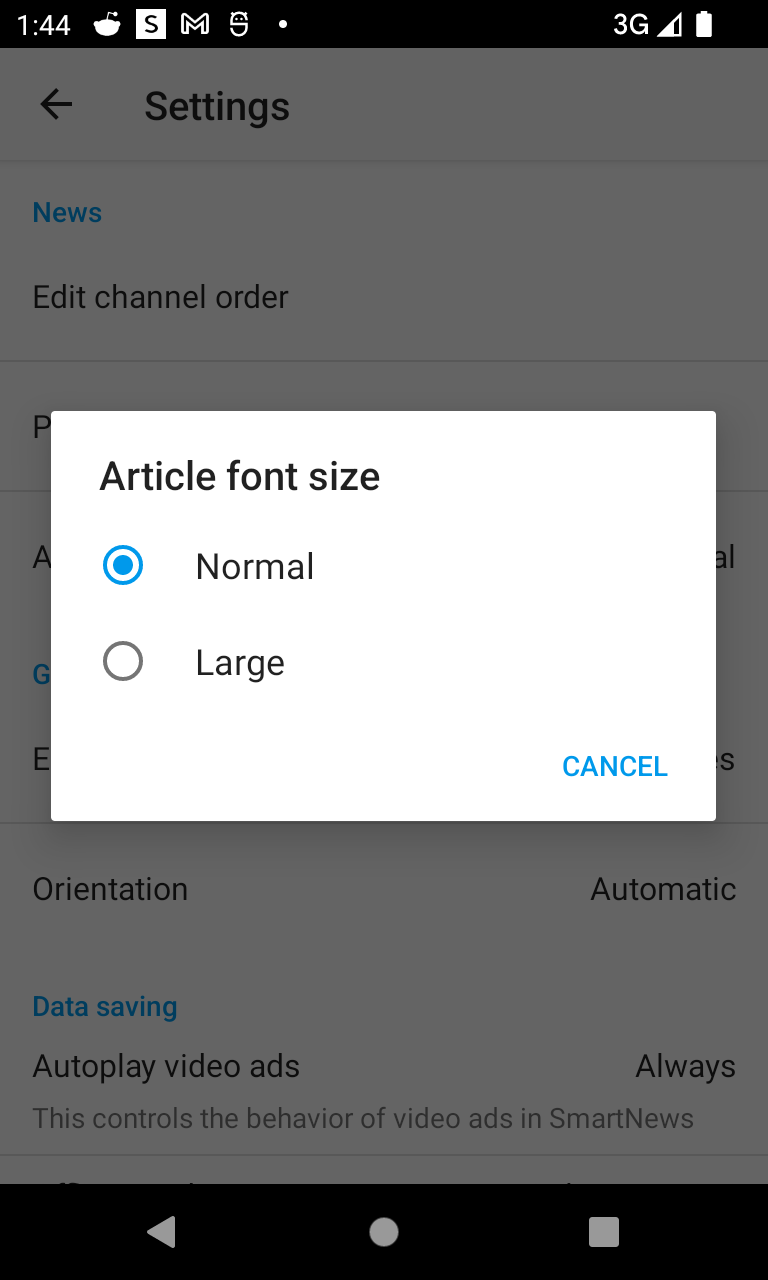 1:44
S
3G
Settings
News
Edit channel order
P
Article font size
Normal
A
al
Large
G
CANCEL
E
es
Orientation
Automatic
Data saving
Autoplay video ads
Always
This controls the behavior of video ads in SmartNews